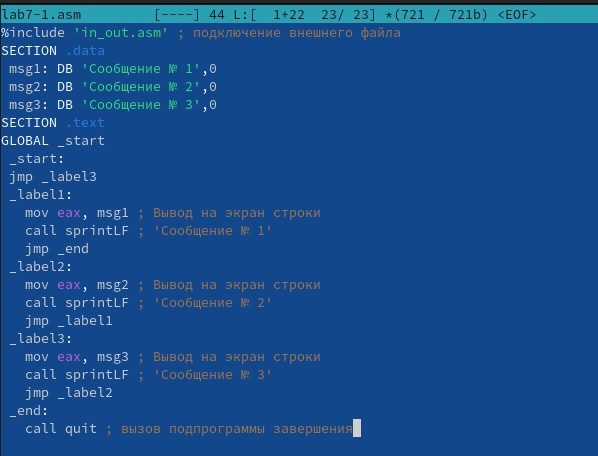 lab7-1.asm [----] 44 L:[ 1+22 23/ 23] *(721 / 721b) <EOF>
%include 'in_out.asm' ; подключение внешнего файла
SECTION .data
msg1: DB 'Сообщение № 1',0
msg2: DB 'Сообщение № 2',0
msg3: DB 'Сообщение № 3',0
SECTION .text
GLOBAL _start
_start:
jmp _label3
_label1:
mov eax, msg1 ; Вывод на экран строки
call sprintLF ; 'Сообщение № 1'
jmp _end
_label2:
mov eax, msg2 ; Вывод на экран строки
call sprintLF ; 'Сообщение № 2'
jmp _label1
_label3:
mov eax, msg3 ; Вывод на экран строки
call sprintLF ; 'Сообщение № 3'
jmp _label2
_end:
call quit ; вызов подпрограммы завершения